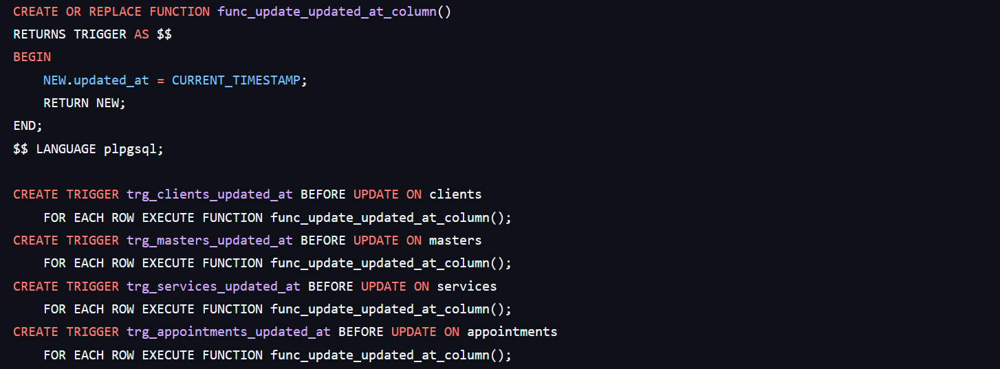 CREATE OR REPLACE FUNCTION func_update_updated_at_column()
RETURNS TRIGGER AS $$
BEGIN
    NEW.updated_at = CURRENT_TIMESTAMP;
    RETURN NEW;
END;
$$ LANGUAGE plpgsql;

CREATE TRIGGER trg_clients_updated_at BEFORE UPDATE ON clients
    FOR EACH ROW EXECUTE FUNCTION func_update_updated_at_column();
CREATE TRIGGER trg_masters_updated_at BEFORE UPDATE ON masters
    FOR EACH ROW EXECUTE FUNCTION func_update_updated_at_column();
CREATE TRIGGER trg_services_updated_at BEFORE UPDATE ON services
    FOR EACH ROW EXECUTE FUNCTION func_update_updated_at_column();
CREATE TRIGGER trg_appointments_updated_at BEFORE UPDATE ON appointments
    FOR EACH ROW EXECUTE FUNCTION func_update_updated_at_column();